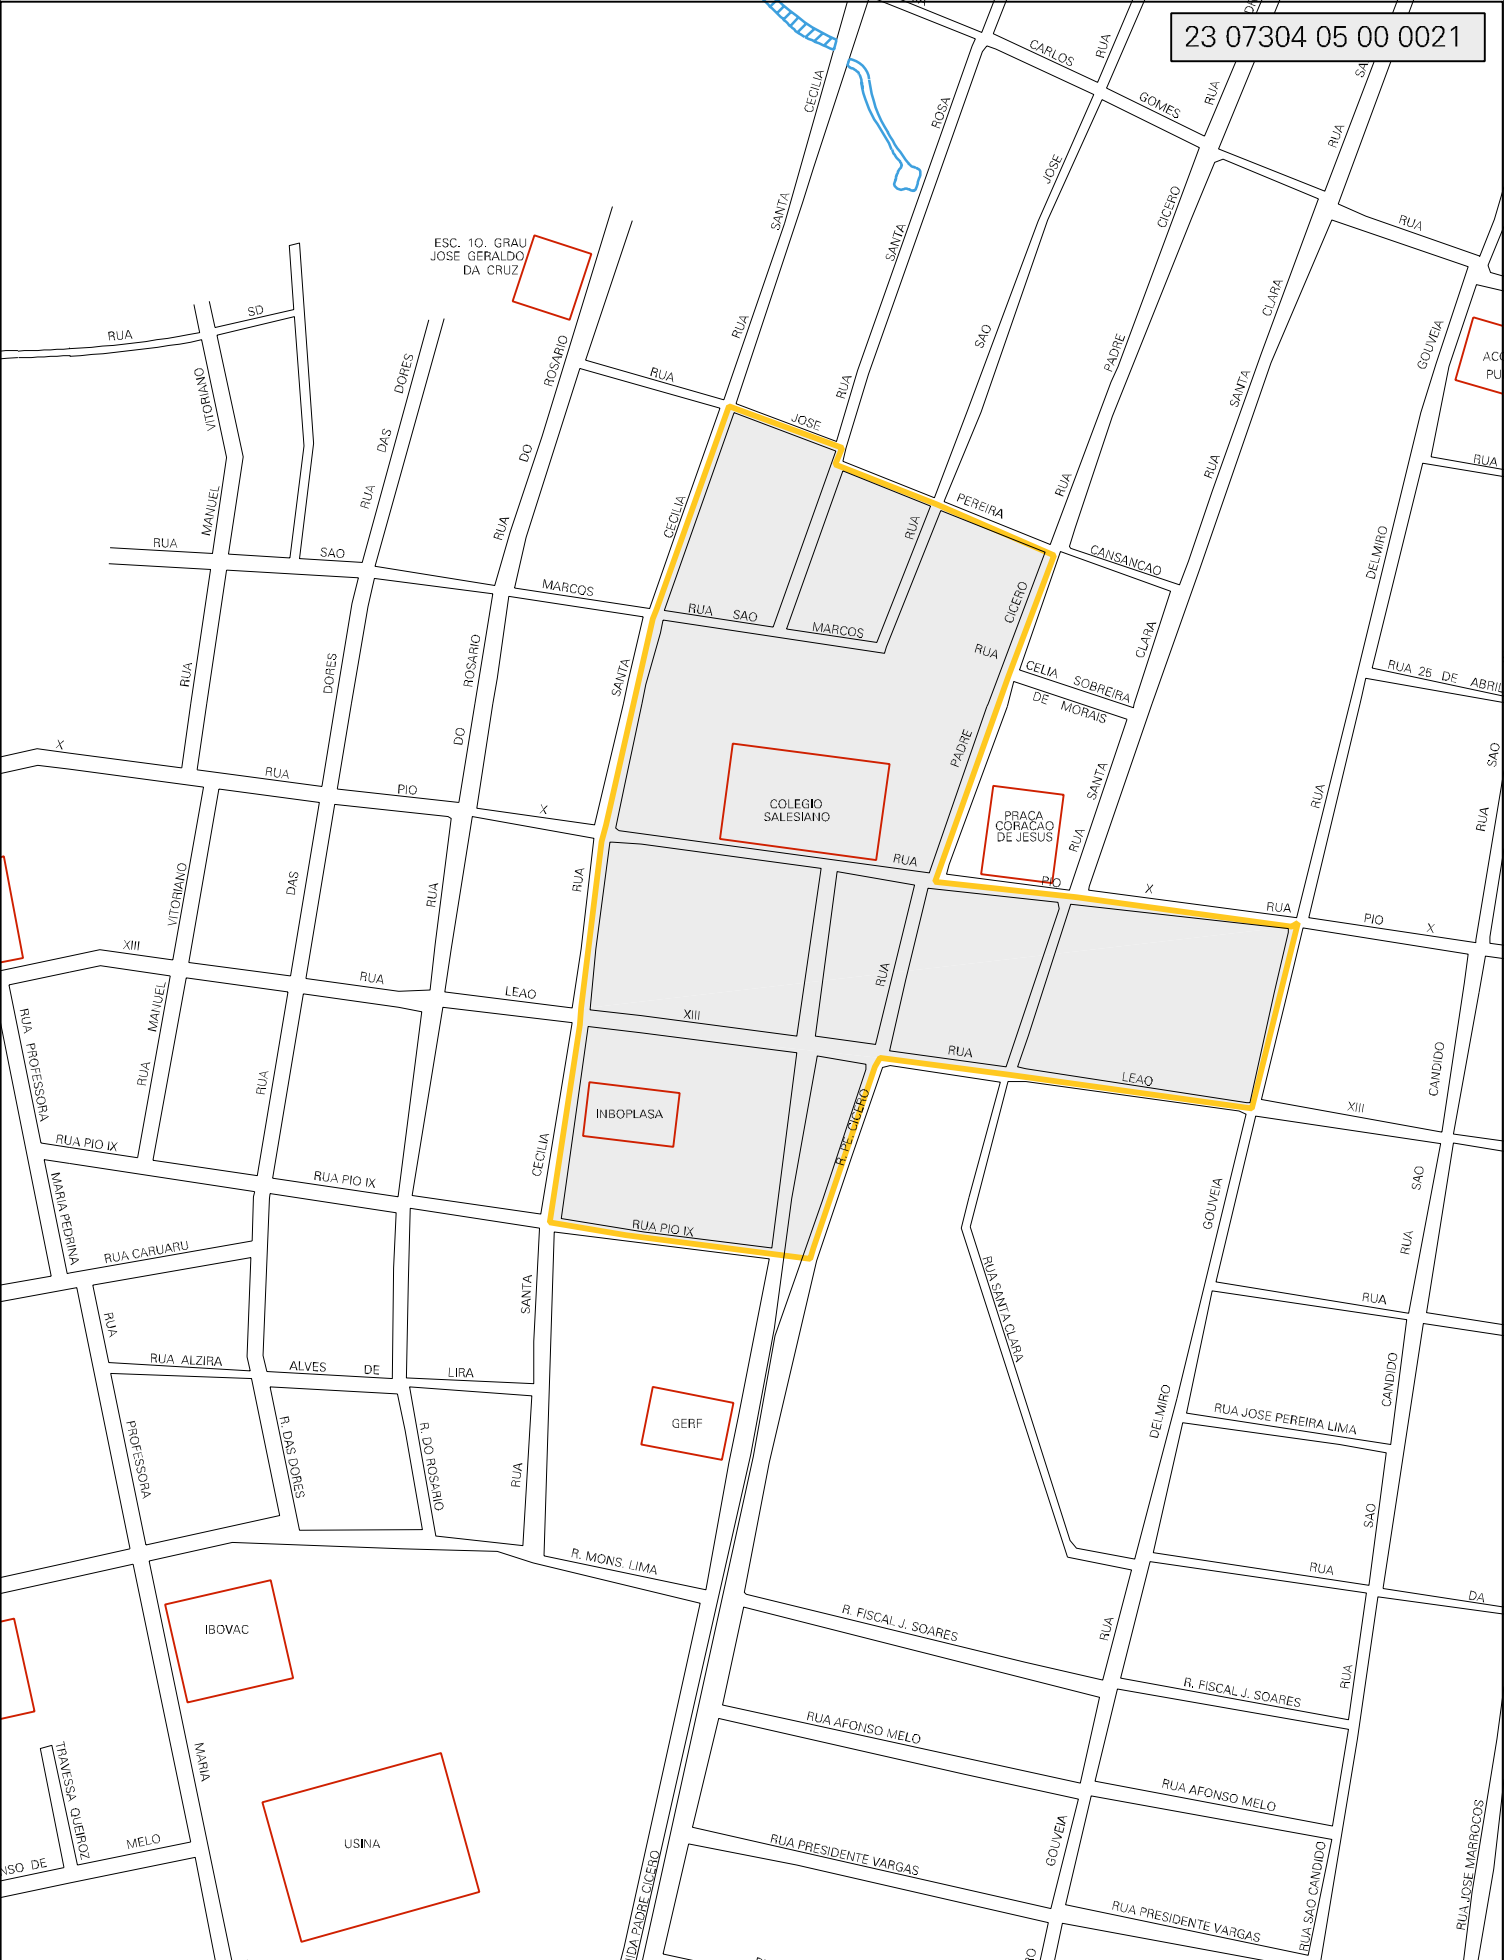 23 07304 05 00 0021
CARLOS
GOMES
RUA
RUA
RUA
RUA
CECILIA
SANTA
RUA
ROSA
SANTA
RUA
JOSE
SAO
CICERO
PADRE
RUA
CLARA
SANTA
RUA
GOUVEIA
DELMIRO
RUA
ESC. 1O. GRAU
JOSE GERALDO
DA CRUZ
RUA
SD
VITORIANO
MANUEL
RUA
DORES
DAS
RUA
ROSARIO
DO
RUA
RUA
JOSE
PEREIRA
CANSANCAO
RUA
RUA
SAO
MARCOS
CECILIA
SANTA
RUA
RUA SAO
MARCOS
RUA
CICERO
RUA
PADRE
CELIA SOBREIRA
DE MORAIS
CLARA
SANTA
RUA
RUA 25 DE ABRIL
SAO
RUA
DORES
ROSARIO
DO
X
RUA
PIO
X
COLEGIO
SALESIANO
PRACA
CORACAO
DE JESUS
RUA
PIO
X
RUA
PIO
X
VITORIANO
DAS
RUA
XIII
RUA
LEAO
XIII
RUA
RUA
LEAO
XIII
CANDIDO
RUA PROFESSORA
MANUEL
RUA
RUA
INBOPLASA
R. PE. CICERO
CECILIA
RUA PIO IX
RUA PIO IX
RUA PIO IX
MARIA PEDRINA
RUA CARUARU
RUA
SANTA
RUA SANTA CLARA
GOUVEIA
SAO
RUA
RUA
RUA ALZIRA
ALVES DE
LIRA
GERF
DELMIRO
CANDIDO
RUA JOSE PEREIRA LIMA
PROFESSORA
R. DAS DORES
R. DO ROSARIO
RUA
SAO
R. MONS. LIMA
RUA
DA
IBOVAC
R. FISCAL J. SOARES
RUA
RUA
R. FISCAL J. SOARES
RUA AFONSO MELO
RUA AFONSO MELO
MARIA
TRAVESSA QUEIROZ
MELO
USINA
RUA PRESIDENTE VARGAS
GOUVEIA
RUA PRESIDENTE VARGAS
RUA SAO CANDIDO
RUA JOSE MARROCOS
PADRE CICERO